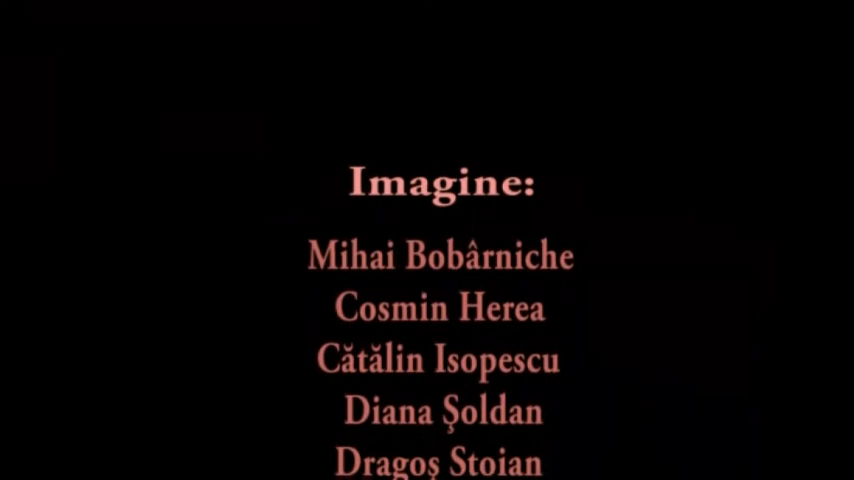 Imagine:
Mihai Bobârniche
Cosmin Herea
Cătălin Isopescu
Diana Şoldan
Dragoş Stoian